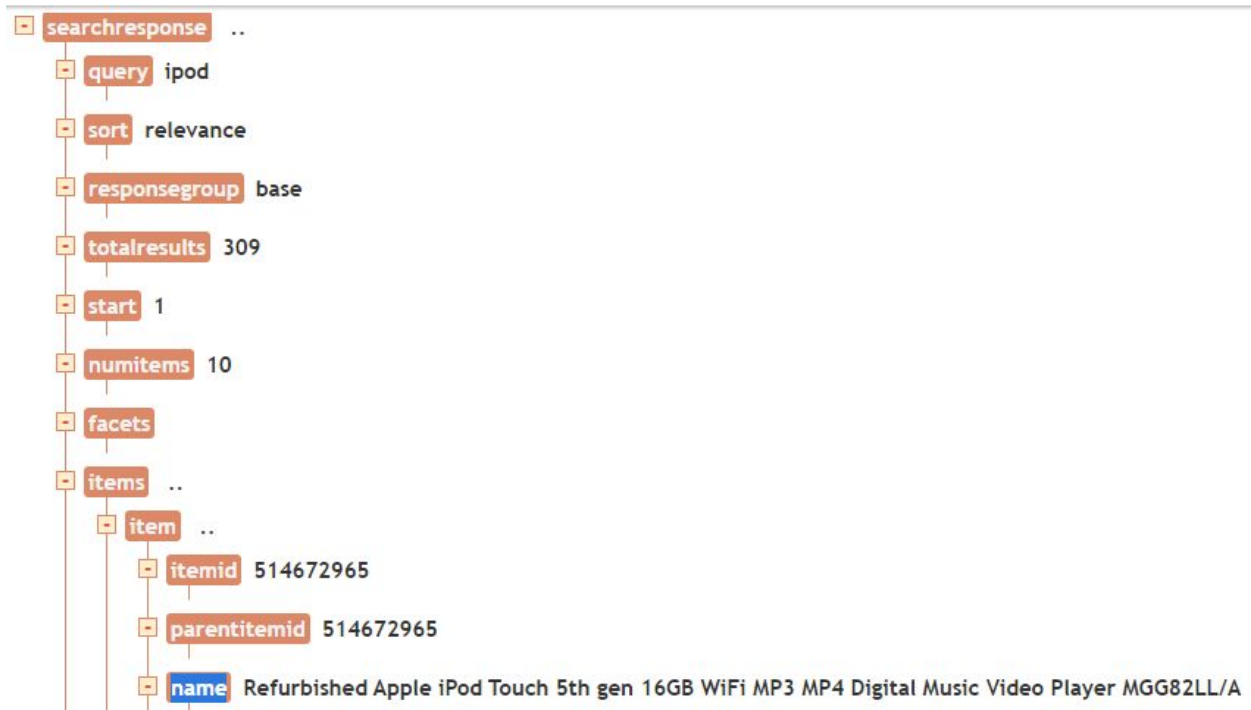 searchresponse ..
query ipod
sort relevance
responsegroup base
totalresults 309
start 1
numitems 10
facets
items ..
item ..
itemid 514672965
parentitemid 514672965
name Refurbished Apple iPod Touch 5th gen 16GB WiFi MP3 MP4 Digital Music Video Player MGG82LL/A